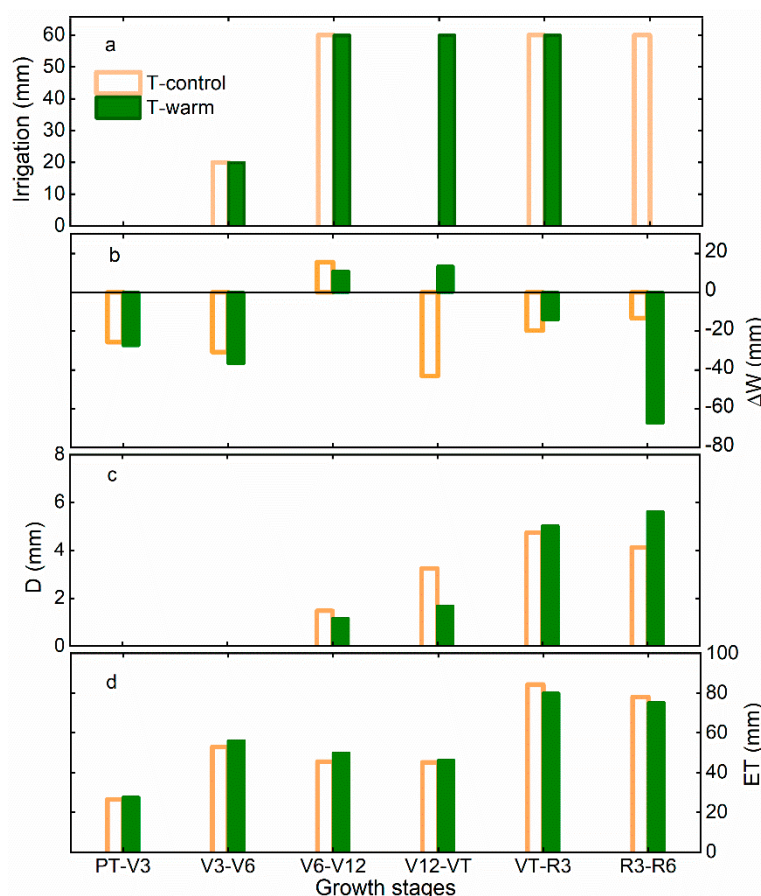 a
T-control
T-warm
Irrigation (mm)
60
50
40
30
20
10
0
b
20
0
-20
-40
-60
-80
ΔW (mm)
c
8
6
4
2
0
D (mm)
d
100
80
60
40
20
0
ET (mm)
PT-V3 V3-V6 V6-V12 V12-VT VT-R3 R3-R6
Growth stages